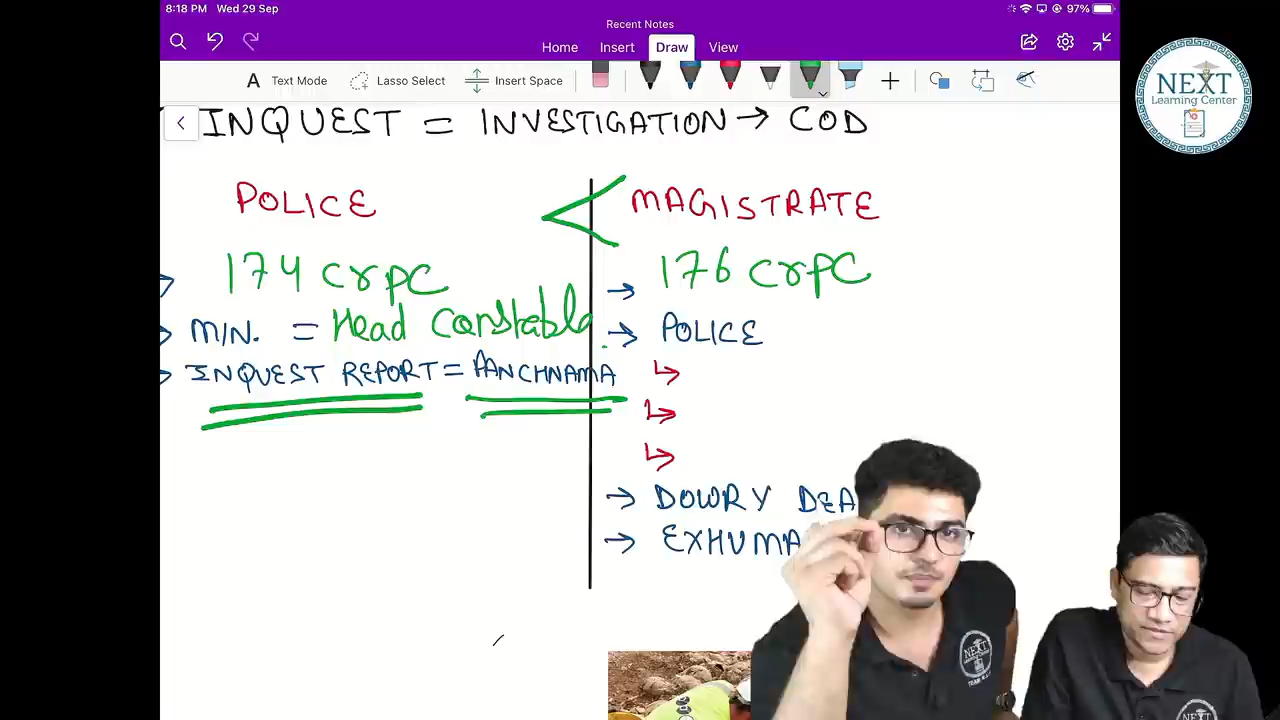 8:18 PM Wed 29 Sep
97%
Recent Notes
Home Insert Draw View
Text Mode
Lasso Select
Insert Space
NEXT
Learning Center
INQUEST = INVESTIGATION → COD
POLICE < MAGISTRATE
174 CrPC
→ 176 CrPC
MIN. = Head Constable
→ POLICE
INQUEST REPORT = PANCHNAMA
→ DOWRY DEA
→ EXHUMA
NEXT
NEXT